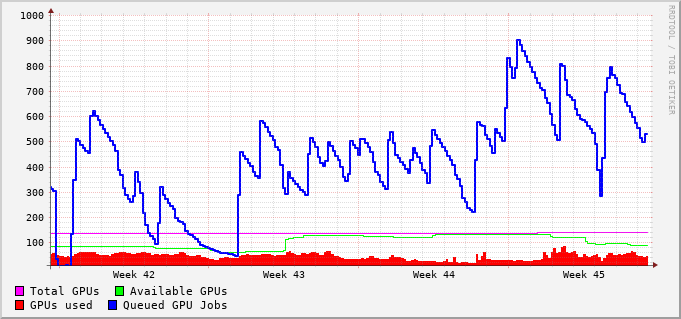 1000
900
800
700
600
500
400
300
200
100
Week 42 Week 43 Week 44 Week 45
Total GPUs Available GPUs
GPUs used Queued GPU Jobs
RRDTOOL / TOBI OETIKER